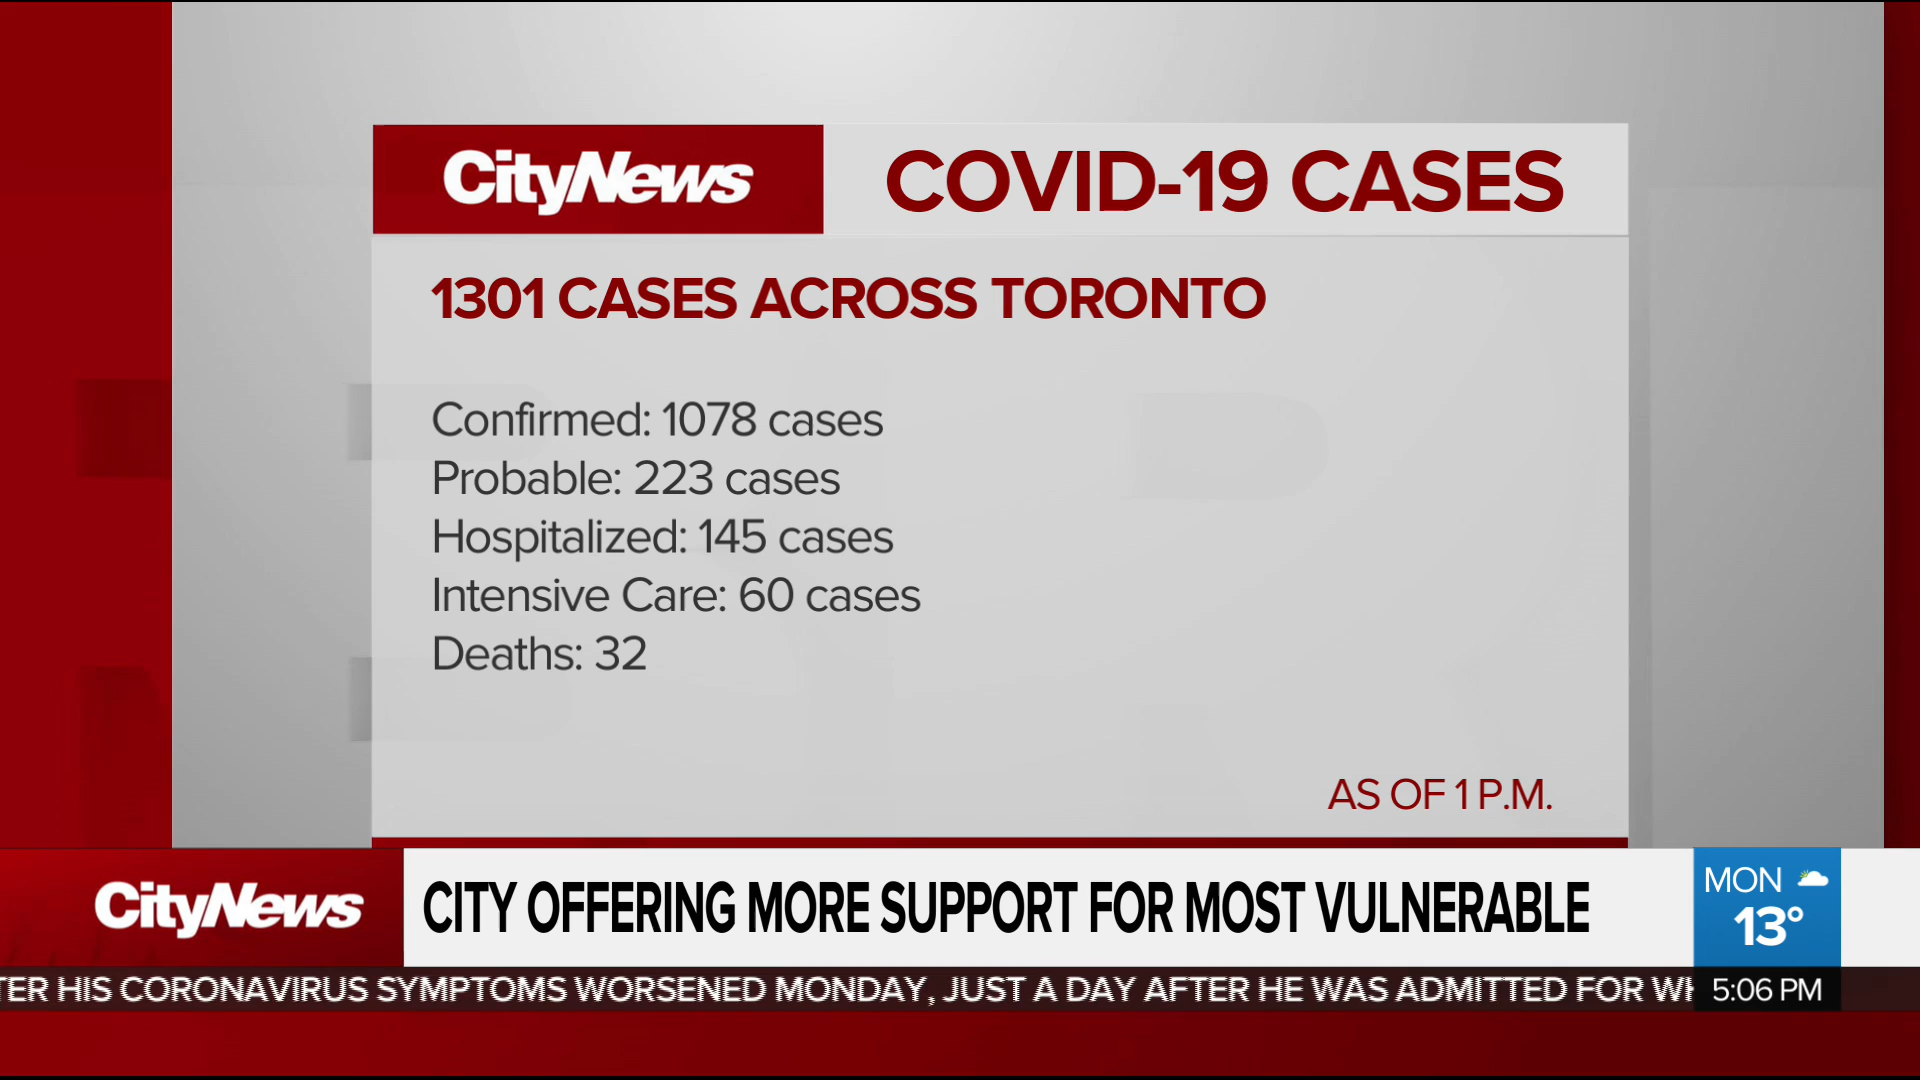 CityNews
COVID-19 CASES
1301 CASES ACROSS TORONTO
Confirmed: 1078 cases
Probable: 223 cases
Hospitalized: 145 cases
Intensive Care: 60 cases
Deaths: 32
AS OF 1 P.M.
CityNews
CITY OFFERING MORE SUPPORT FOR MOST VULNERABLE
MON
13°
HIS CORONAVIRUS SYMPTOMS WORSENED MONDAY, JUST A DAY AFTER HE WAS ADMITTED FOR
5:06 PM